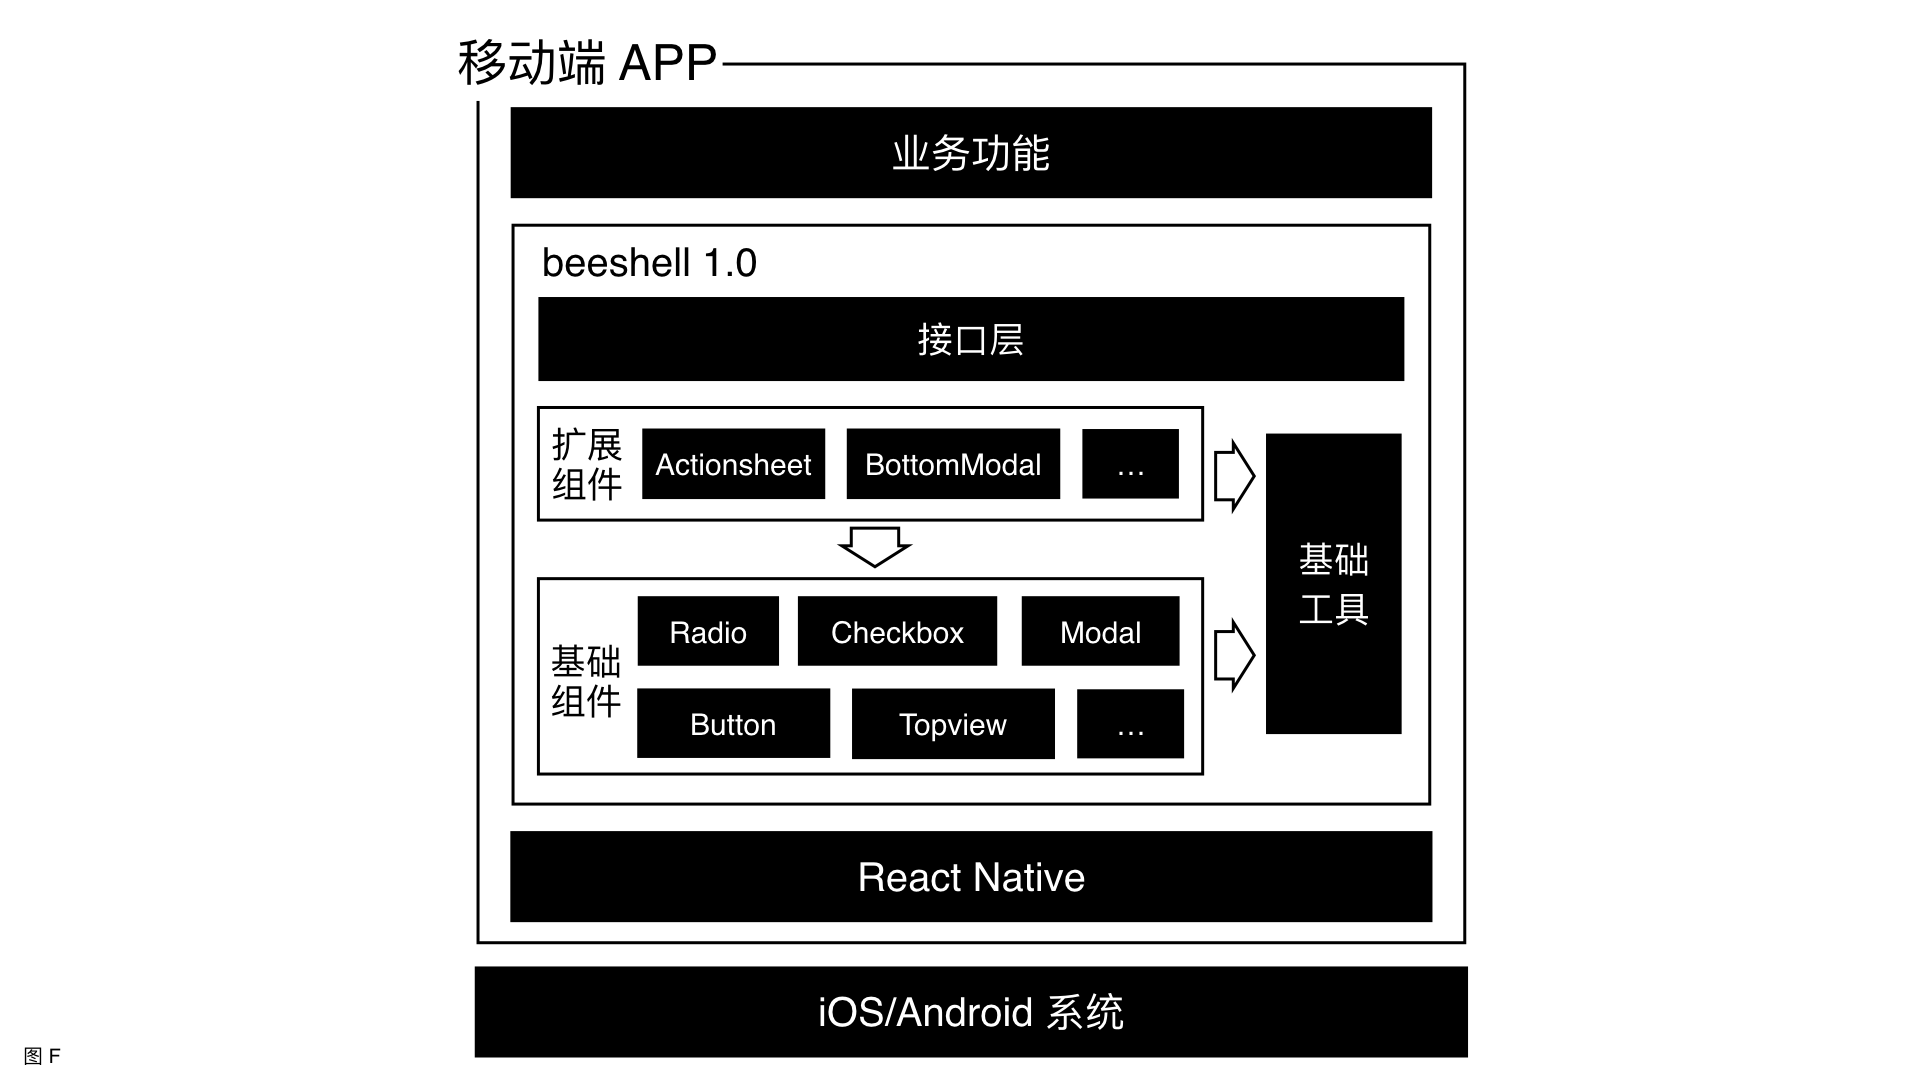 移动端 APP
业务功能
beeshell 1.0
接口层
扩展
组件
Actionsheet
BottomModal
...
基础
工具
基础
组件
Radio
Checkbox
Modal
Button
Topview
...
React Native
iOS/Android 系统
图 F